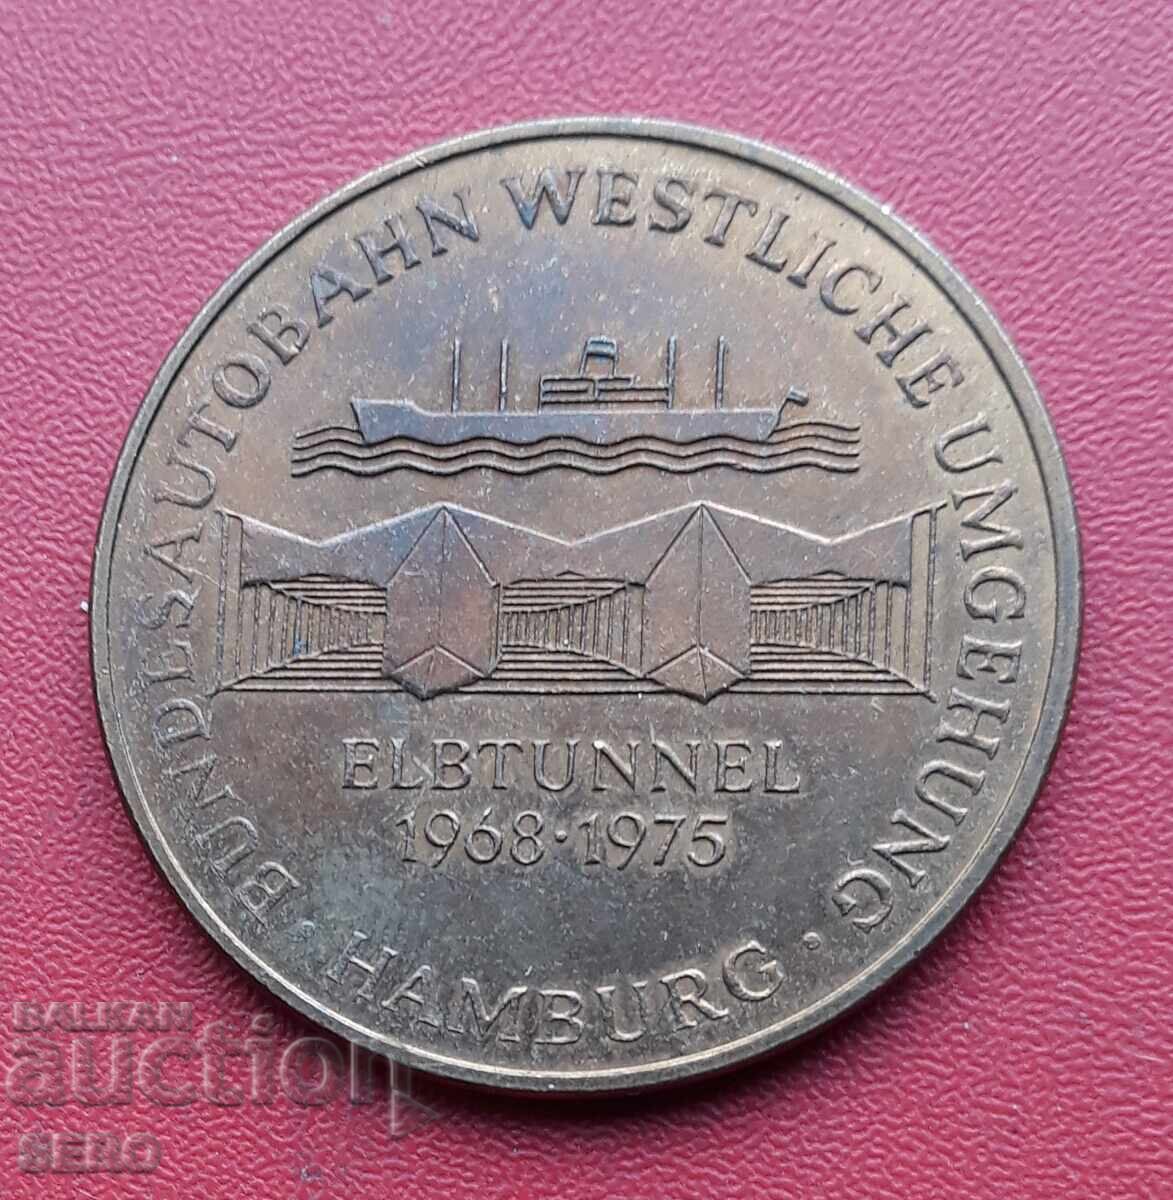 BUNDESAUTOBAHN WESTLICHE UMGEHUNG
· HAMBURG ·
ELBTUNNEL
1968·1975
BALKAN
auction
SERO